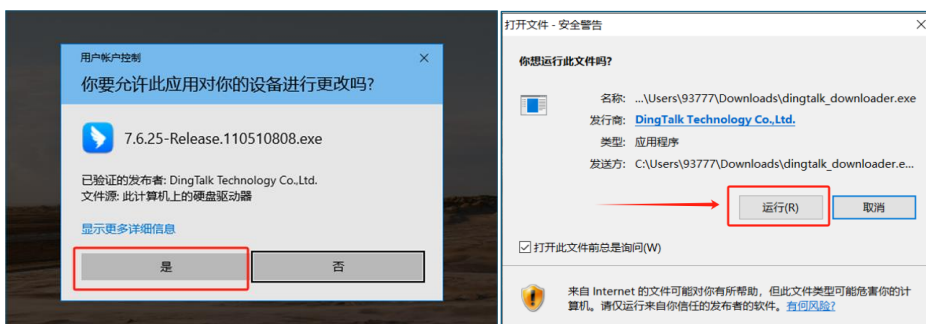 用户帐户控制
你要允许此应用对你的设备进行更改吗?
7.6.25-Release.110510808.exe
已验证的发布者: DingTalk Technology Co.,Ltd.
文件源: 此计算机上的硬盘驱动器
显示更多详细信息
是
否
打开文件 - 安全警告
你想运行此文件吗?
名称: ...\Users\93777\Downloads\dingtalk_downloader.exe
发行商: DingTalk Technology Co.,Ltd.
类型: 应用程序
发送方: C:\Users\93777\Downloads\dingtalk_downloader.e...
运行(R)
取消
打开此文件前总是询问(W)
来自 Internet 的文件可能对你有所帮助，但此文件类型可能危害你的计
算机。请仅运行来自你信任的发布者的软件。有何风险?